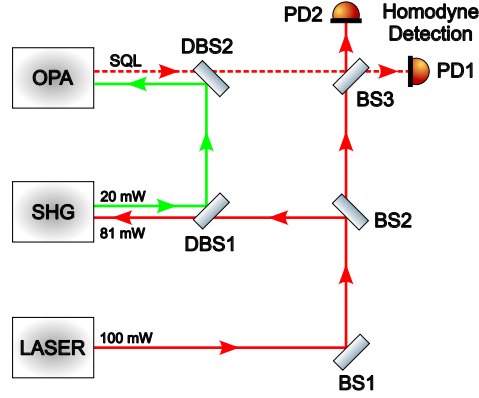 PD2
Homodyne
Detection
DBS2
SQL
OPA
PD1
BS3
20 mW
SHG
81 mW
DBS1
BS2
100 mW
LASER
BS1